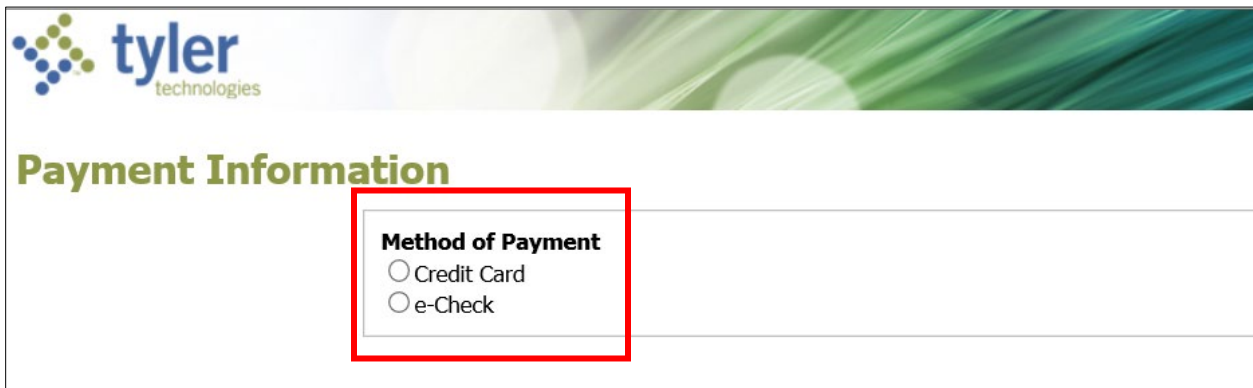 tyler
technologies
Payment Information
Method of Payment
Credit Card
e-Check